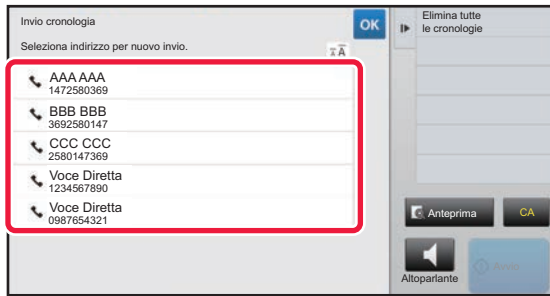 Invio cronologia
OK
Seleziona indirizzo per nuovo invio.
AAA AAA
1472580369
BBB BBB
3692580147
CCC CCC
2580147369
Voce Diretta
1234567890
Voce Diretta
0987654321
Elimina tutte
le cronologie
Anteprima
CA
Altoparlante
Avvio